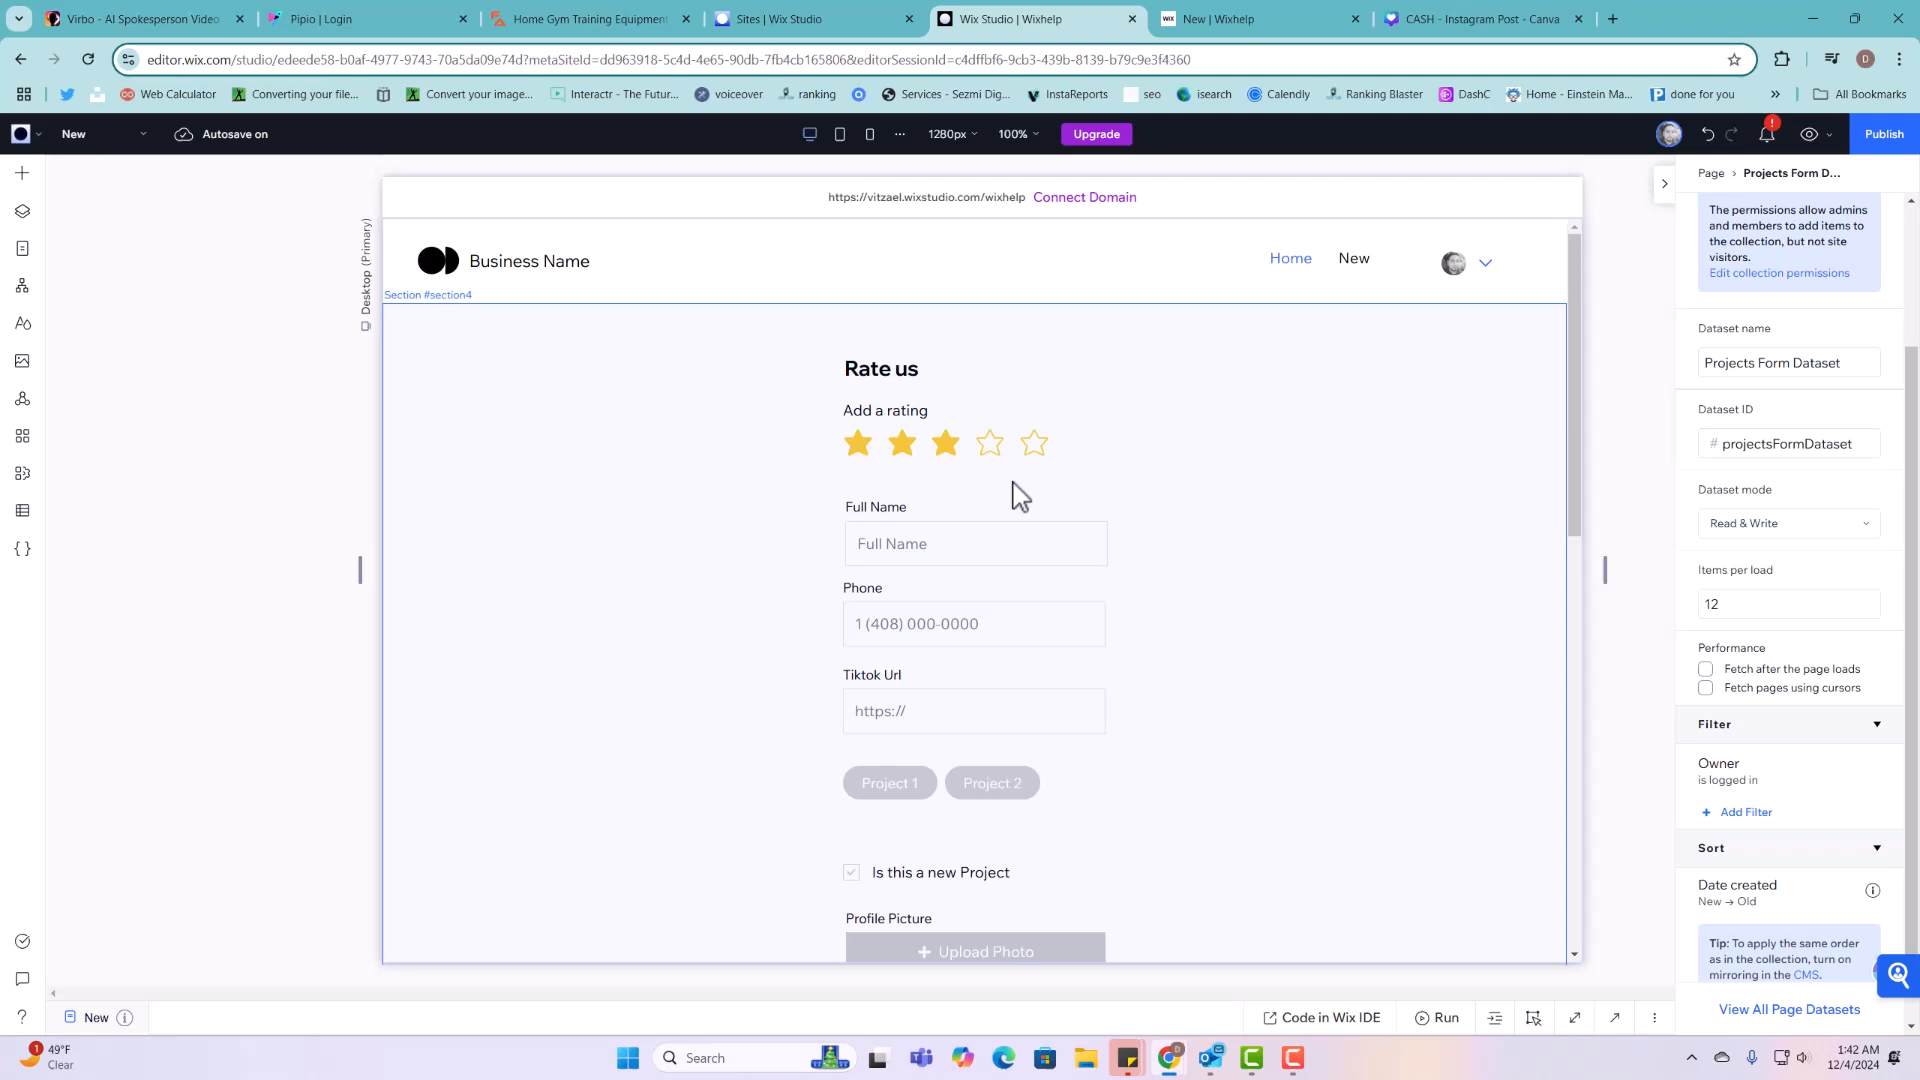 Virbo - AI Spokesperson Video
Pipio | Login
Home Gym Training Equipment
Sites | Wix Studio
Wix Studio | Wixhelp
WIX
New | Wixhelp
CASH - Instagram Post - Canva
editor.wix.com/studio/edeede58-b0af-4977-9743-70a5da09e74d?metaSiteId=dd963918-5c4d-4e65-90db-7fb4cb165806&editorSessionId=c4dffbf6-9cb3-439b-8139-b79c9e3f4360
D
Web Calculator
Converting your file...
Convert your image...
Interactr - The Futur...
voiceover
ranking
Services - Sezmi Dig...
InstaReports
seo
isearch
Calendly
Ranking Blaster
DashC
Home - Einstein Ma...
done for you
All Bookmarks
New
Autosave on
1280px
100%
Upgrade
Publish
https://vitzael.wixstudio.com/wixhelp Connect Domain
Desktop (Primary)
Business Name
Home
New
Section #section4
Rate us
Add a rating
Full Name
Full Name
Phone
1 (408) 000-0000
Tiktok Url
https://
Project 1
Project 2
Is this a new Project
Profile Picture
+ Upload Photo
Page > Projects Form D...
The permissions allow admins
and members to add items to
the collection, but not site
visitors.
Edit collection permissions
Dataset name
Projects Form Dataset
Dataset ID
# projectsFormDataset
Dataset mode
Read & Write
Items per load
12
Performance
Fetch after the page loads
Fetch pages using cursors
Filter
Owner
is logged in
+ Add Filter
Sort
Date created
New → Old
Tip: To apply the same order
as in the collection, turn on
mirroring in the CMS.
View All Page Datasets
New
Code in Wix IDE
Run
1
49°F
Clear
Search
1:42 AM
12/4/2024